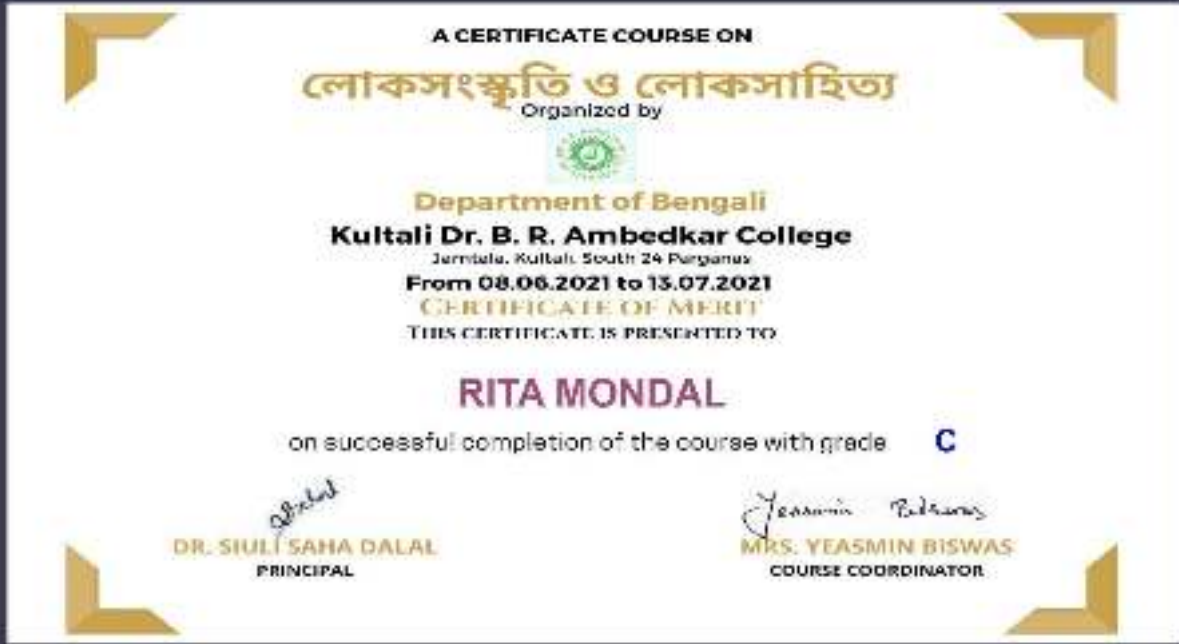 A CERTIFICATE COURSE ON
লোকসংস্কৃতি ও লোকসাহিত্য
Organized by
Department of Bengali
Kultali Dr. B. R. Ambedkar College
Jamtala, Kultali, South 24 Parganas
From 08.06.2021 to 13.07.2021
CERTIFICATE OF MERIT
THIS CERTIFICATE IS PRESENTED TO
RITA MONDAL
on successful completion of the course with grade C
Yeasmin Biswas
DR. SIULI SAHA DALAL
MRS. YEASMIN BISWAS
PRINCIPAL
COURSE COORDINATOR